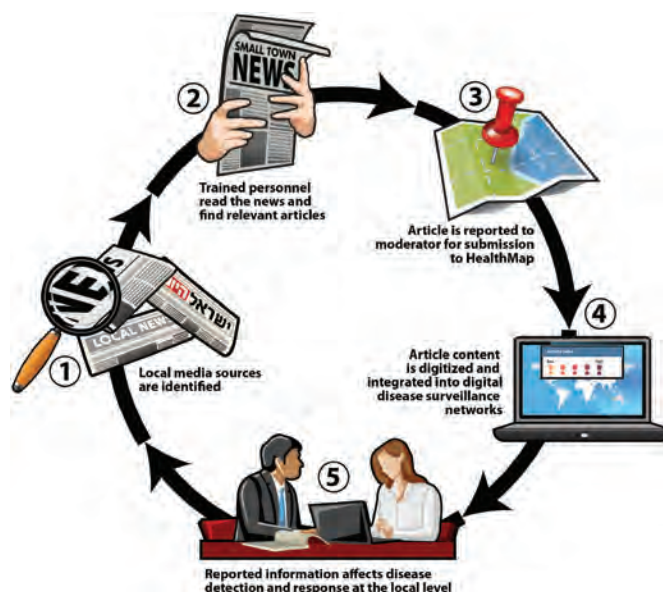 2
SMALL TOWN
NEWS
Trained personnel
read the news and
find relevant articles
3
Article is reported to
moderator for submission
to HealthMap
1
NE
LOCAL NEWS
ישראל היום
Local media sources
are identified
4
Article content
is digitized and
integrated into digital
disease surveillance
networks
5
Reported information affects disease
detection and response at the local level